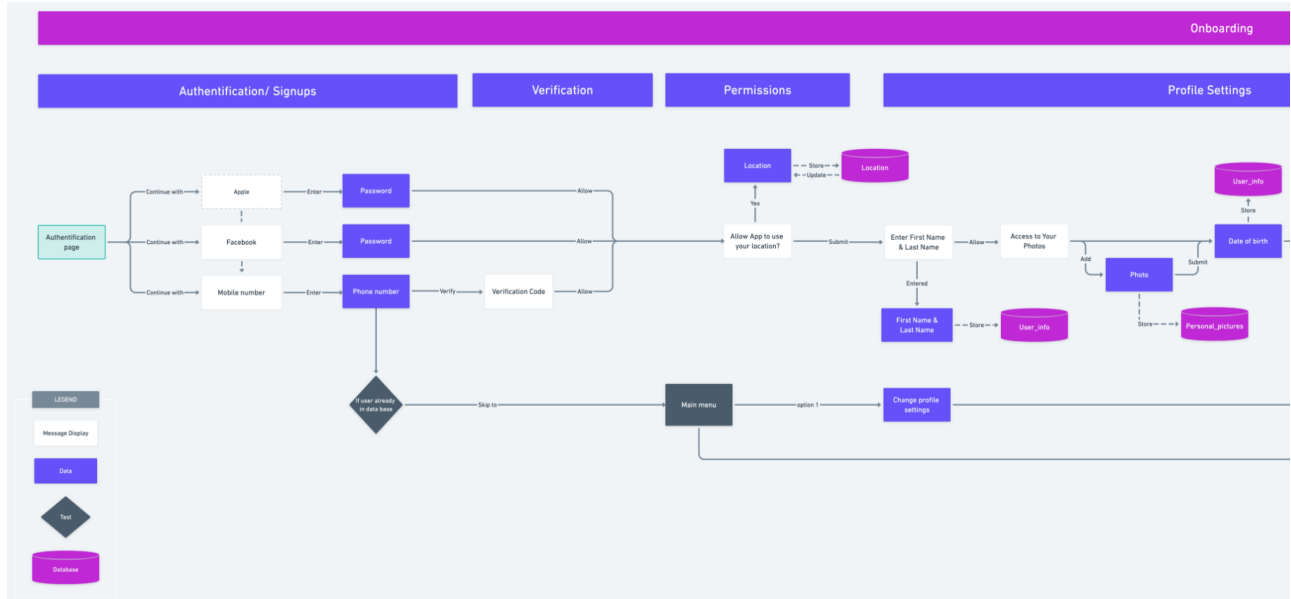 Onboarding
Authentification/ Signups
Verification
Permissions
Profile Settings
Authentification
page
Continue with
Apple
Enter
Password
Allow
Continue with
Facebook
Enter
Password
Allow
Continue with
Mobile number
Enter
Phone number
Verify
Verification Code
Allow
Location
Store
Update
Location
Yes
Allow App to use
your location?
Submit
Enter First Name
& Last Name
Allow
Access to Your
Photos
Add
Photo
Submit
Date of birth
Store
User_info
Entered
First Name &
Last Name
Store
User_info
Store
Personal_pictures
If user already
in data base
Skip to
Main menu
option 1
Change profile
settings
LEGEND
Message Display
Data
Test
Database